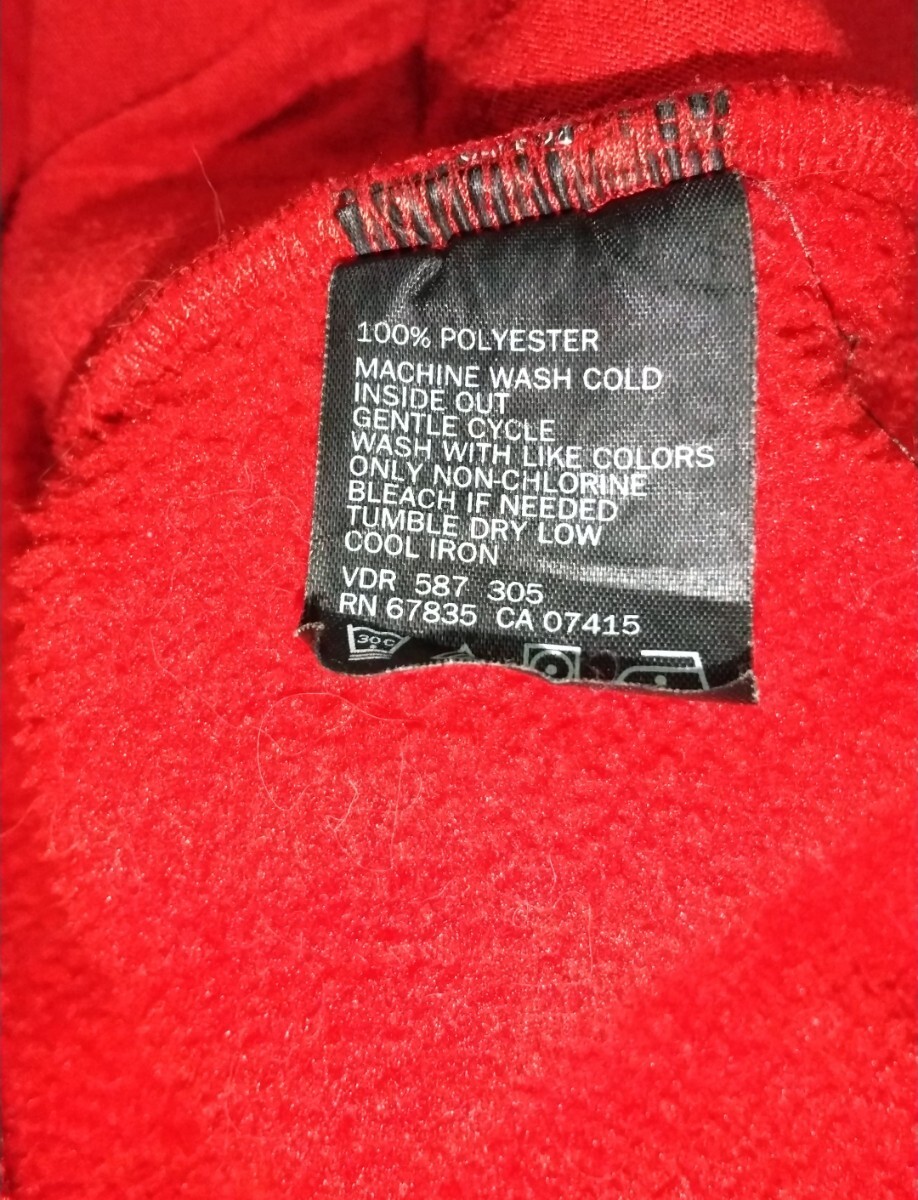 100% POLYESTER
MACHINE WASH COLD
INSIDE OUT
GENTLE CYCLE
WASH WITH LIKE COLORS
ONLY NON-CHLORINE
BLEACH IF NEEDED
TUMBLE DRY LOW
COOL IRON
VDR 587 305
RN 67835 CA 07415
30C